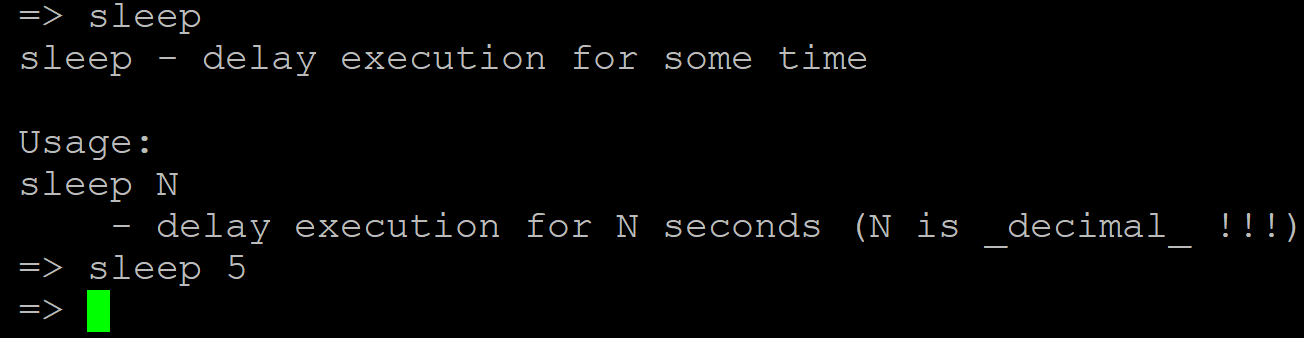 => sleep
sleep - delay execution for some time
Usage:
sleep N
    - delay execution for N seconds (N is _decimal_ !!!)
=> sleep 5
=>